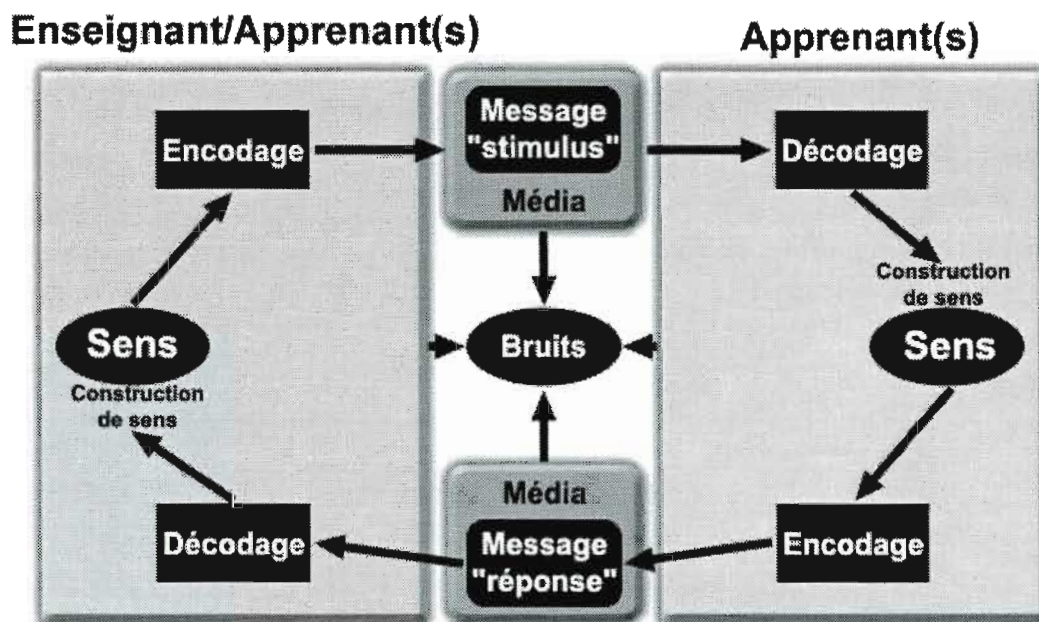 Enseignant/Apprenant(s)
Apprenant(s)
Encodage
Message
"stimulus"
Média
Décodage
Construction
de sens
Sens
Bruits
Sens
Construction
de sens
Décodage
Média
Message
"réponse"
Encodage